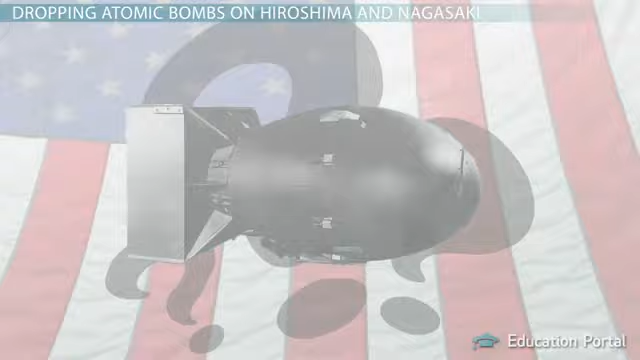 DROPPING ATOMIC BOMBS ON HIROSHIMA AND NAGASAKI
Education Portal